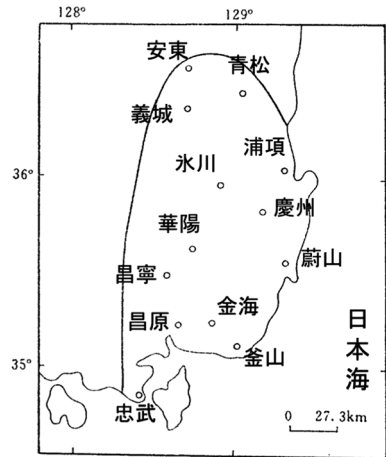 128°
129°
安東
青松
義城
浦項
36°
氷川
慶州
華陽
蔚山
昌寧
金海
昌原
日本海
釜山
35°
忠武
0 27.3km